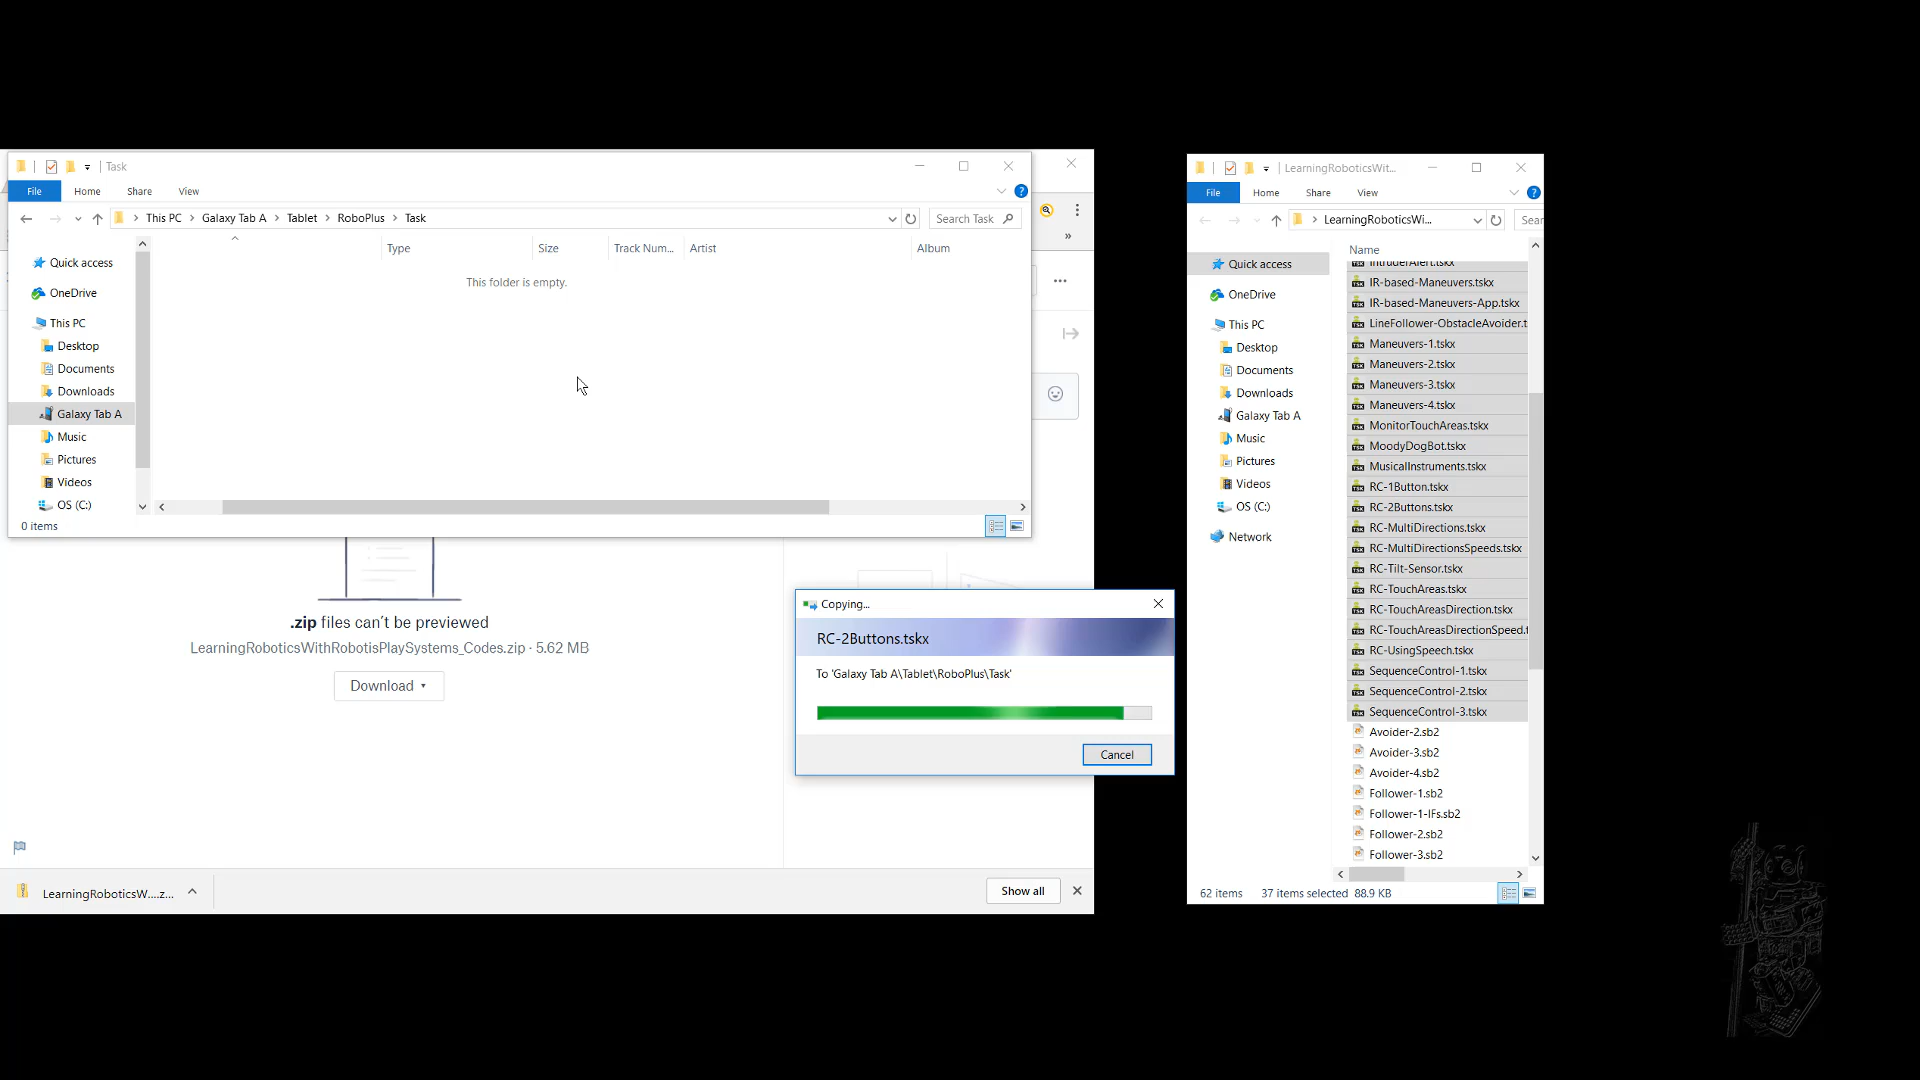 Task
File
Home
Share
View
This PC
Galaxy Tab A
Tablet
RoboPlus
Task
Search Task
Type
Size
Track Num...
Artist
Album
This folder is empty.
Quick access
OneDrive
This PC
Desktop
Documents
Downloads
Galaxy Tab A
Music
Pictures
Videos
OS (C:)
0 items
.zip files can't be previewed
LearningRoboticsWithRobotisPlaySystems_Codes.zip · 5.62 MB
Download
LearningRoboticsW....z...
Show all
Copying...
RC-2Buttons.tskx
To 'Galaxy Tab A\Tablet\RoboPlus\Task'
Cancel
LearningRoboticsWit...
File
Home
Share
View
LearningRoboticsWi...
Sear
Quick access
OneDrive
This PC
Desktop
Documents
Downloads
Galaxy Tab A
Music
Pictures
Videos
OS (C:)
Network
Name
IntruderAlert.tskx
IR-based-Maneuvers.tskx
IR-based-Maneuvers-App.tskx
LineFollower-ObstacleAvoider.t
Maneuvers-1.tskx
Maneuvers-2.tskx
Maneuvers-3.tskx
Maneuvers-4.tskx
MonitorTouchAreas.tskx
MoodyDogBot.tskx
MusicalInstruments.tskx
RC-1Button.tskx
RC-2Buttons.tskx
RC-MultiDirections.tskx
RC-MultiDirectionsSpeeds.tskx
RC-Tilt-Sensor.tskx
RC-TouchAreas.tskx
RC-TouchAreasDirection.tskx
RC-TouchAreasDirectionSpeed.t
RC-UsingSpeech.tskx
SequenceControl-1.tskx
SequenceControl-2.tskx
SequenceControl-3.tskx
Avoider-2.sb2
Avoider-3.sb2
Avoider-4.sb2
Follower-1.sb2
Follower-1-IFs.sb2
Follower-2.sb2
Follower-3.sb2
62 items
37 items selected 88.9 KB